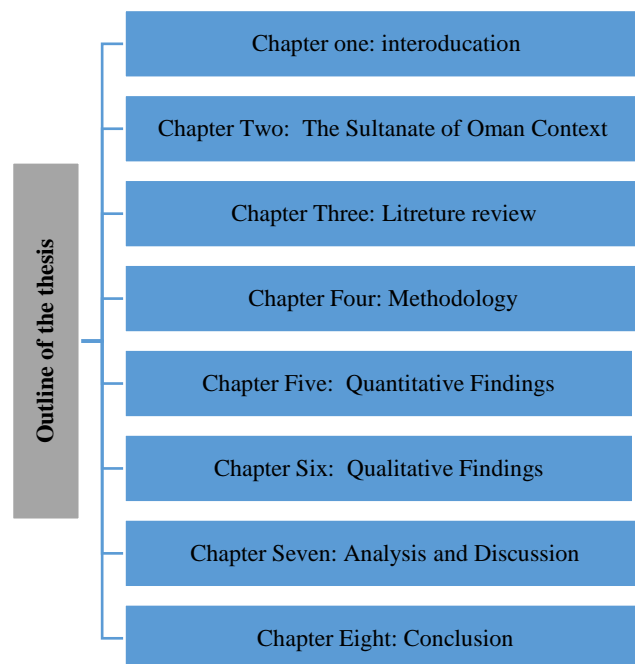 Outline of the thesis
Chapter one: interoducation
Chapter Two:  The Sultanate of Oman Context
Chapter Three: Litreture review
Chapter Four: Methodology
Chapter Five:  Quantitative Findings
Chapter Six:  Qualitative Findings
Chapter Seven: Analysis and Discussion
Chapter Eight: Conclusion